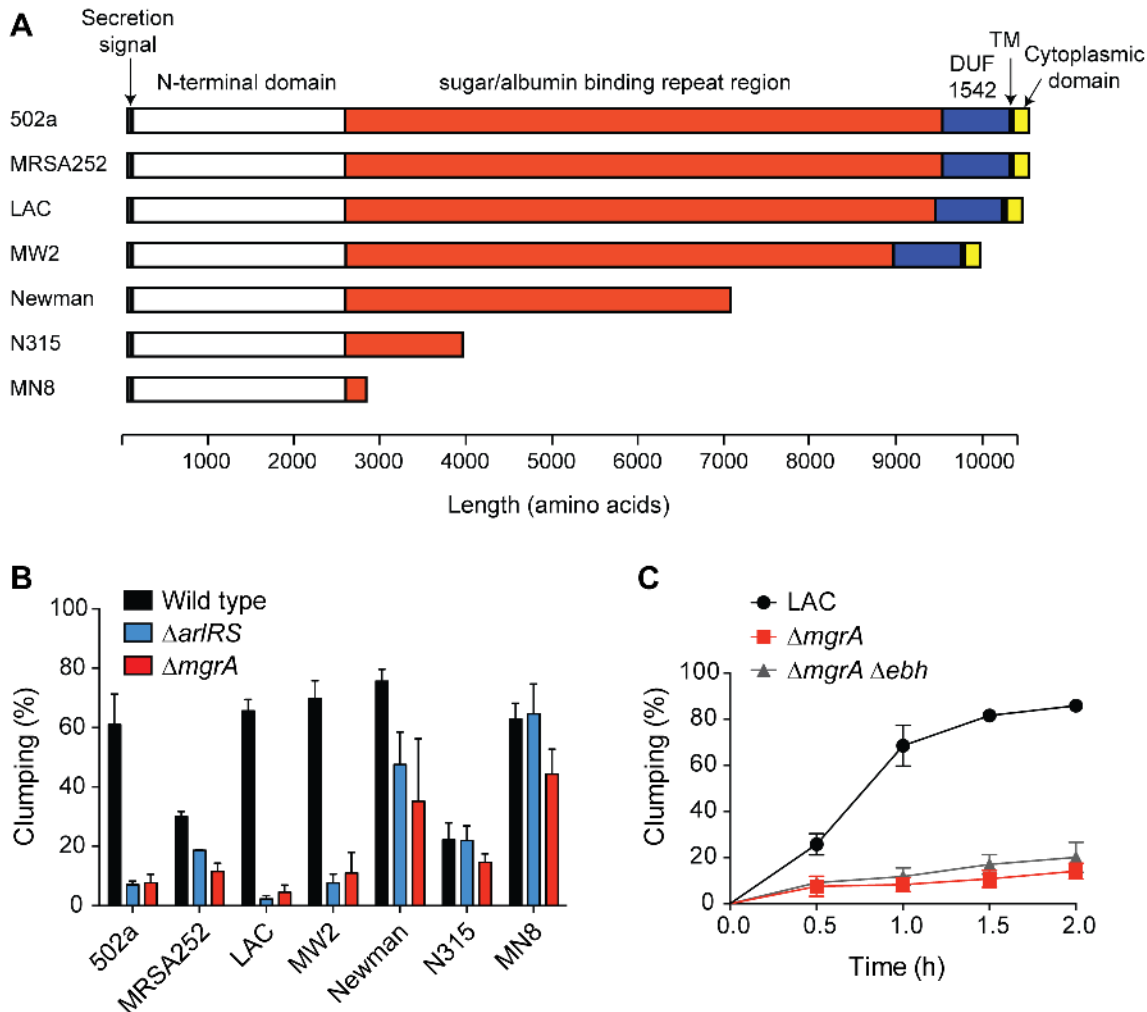 A
Secretion
signal
N-terminal domain
sugar/albumin binding repeat region
DUF
1542
TM
Cytoplasmic
domain
502a
MRSA252
LAC
MW2
Newman
N315
MN8
1000 2000 3000 4000 5000 6000 7000 8000 9000 10000
Length (amino acids)
B
Wild type
ΔarlRS
ΔmgrA
Clumping (%)
100
80
60
40
20
0
502a MRSA252 LAC MW2 Newman N315 MN8
C
LAC
ΔmgrA
ΔmgrA Δebh
Clumping (%)
100
80
60
40
20
0
0.0 0.5 1.0 1.5 2.0
Time (h)